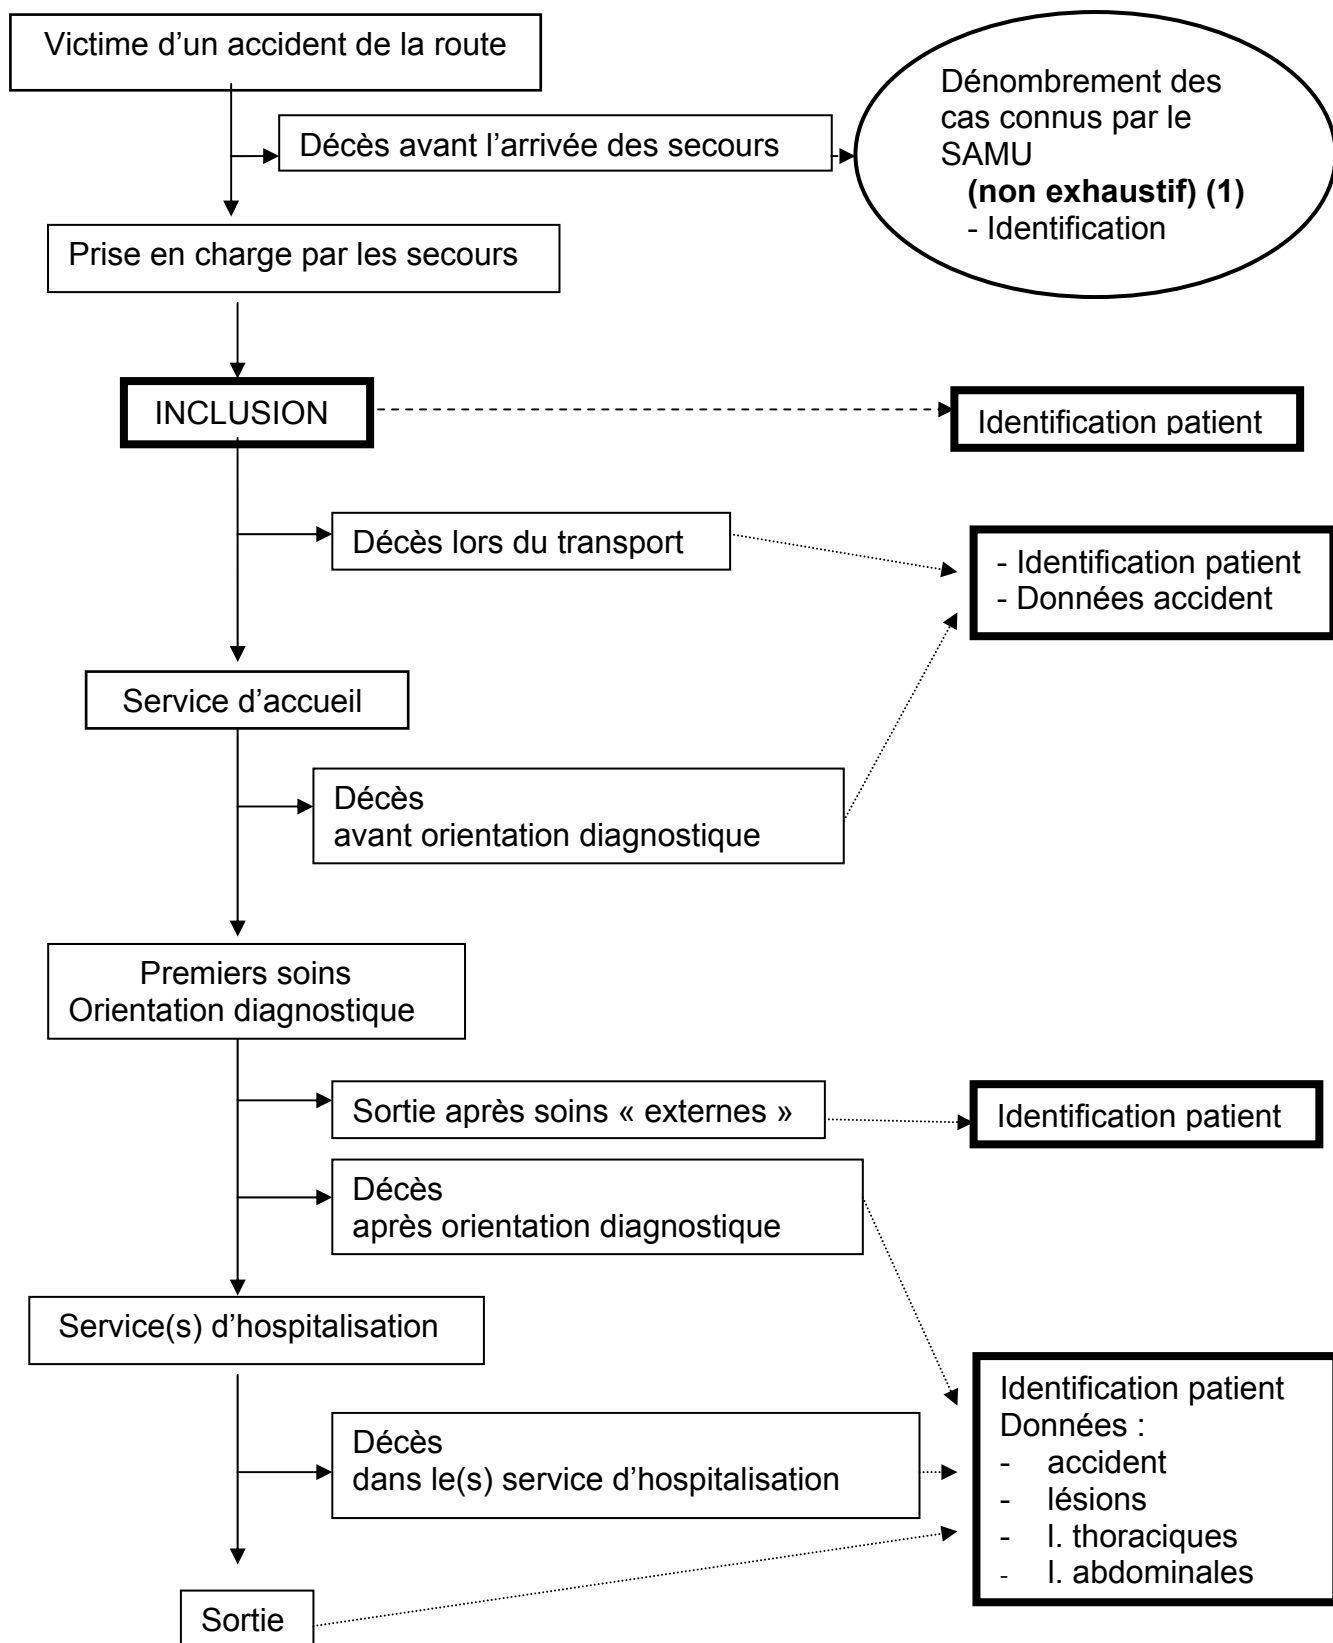 Victime d’un accident de la route
Dénombrement des
cas connus par le
SAMU
(non exhaustif) (1)
- Identification
Décès avant l’arrivée des secours
Prise en charge par les secours
INCLUSION
Identification patient
Décès lors du transport
- Identification patient
- Données accident
Service d’accueil
Décès
avant orientation diagnostique
Premiers soins
Orientation diagnostique
Sortie après soins « externes »
Identification patient
Décès
après orientation diagnostique
Service(s) d’hospitalisation
Identification patient
Données :
- accident
- lésions
- l. thoraciques
- l. abdominales
Décès
dans le(s) service d’hospitalisation
Sortie